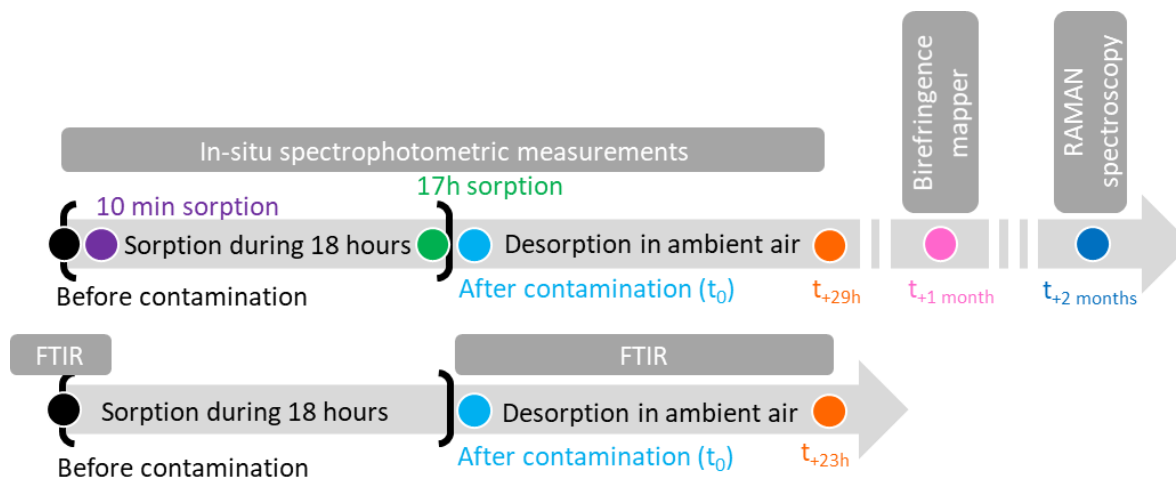 Birefringence
mapper
RAMAN
spectroscopy
In-situ spectrophotometric measurements
17h sorption
10 min sorption
Sorption during 18 hours
Desorption in ambient air
Before contamination
After contamination (t0)
t+29h
t+1 month
t+2 months
FTIR
FTIR
Sorption during 18 hours
Desorption in ambient air
Before contamination
After contamination (t0)
t+23h